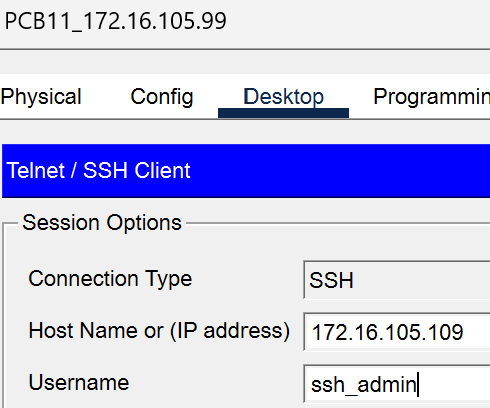 PCB11_172.16.105.99
Physical Config Desktop Programmin
Telnet / SSH Client
Session Options
Connection Type SSH
Host Name or (IP address) 172.16.105.109
Username ssh_admin